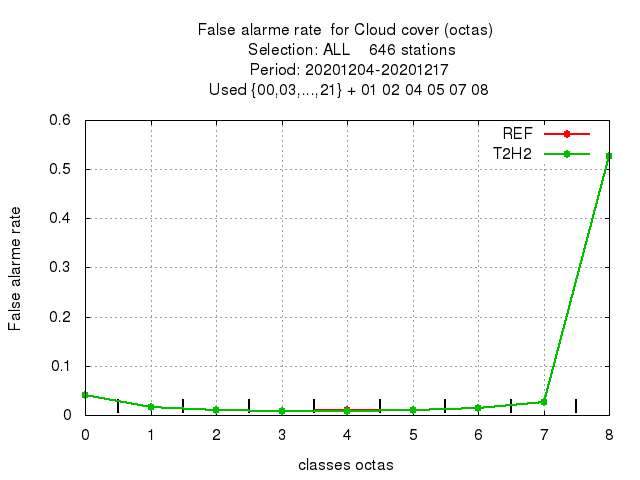 False alarme rate  for Cloud cover (octas)
Selection: ALL    646 stations
Period: 20201204-20201217
Used {00,03,...,21} + 01 02 04 05 07 08
REF
T2H2
False alarme rate
0.6
0.5
0.4
0.3
0.2
0.1
0
0 1 2 3 4 5 6 7 8
classes octas